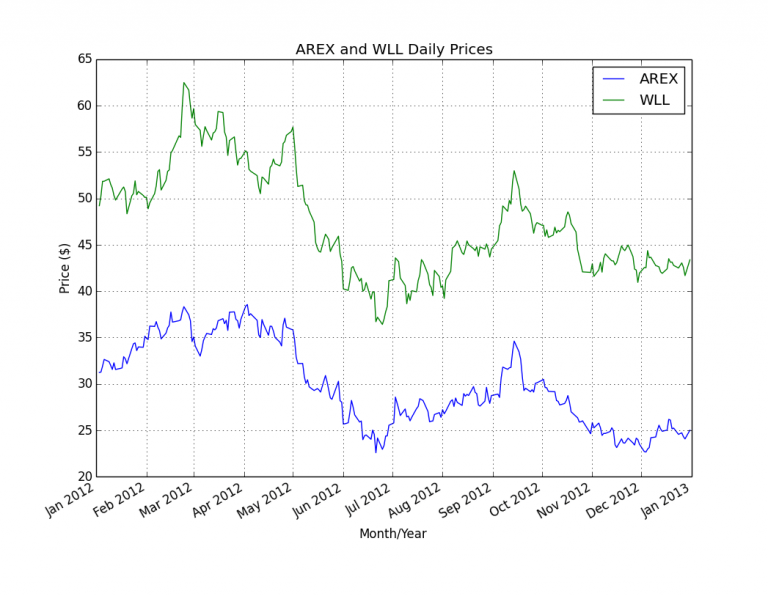 AREX and WLL Daily Prices
65
60
55
50
45
40
35
30
25
20
Price ($)
AREX
WLL
Jan 2012
Feb 2012
Mar 2012
Apr 2012
May 2012
Jun 2012
Jul 2012
Aug 2012
Sep 2012
Oct 2012
Nov 2012
Dec 2012
Jan 2013
Month/Year